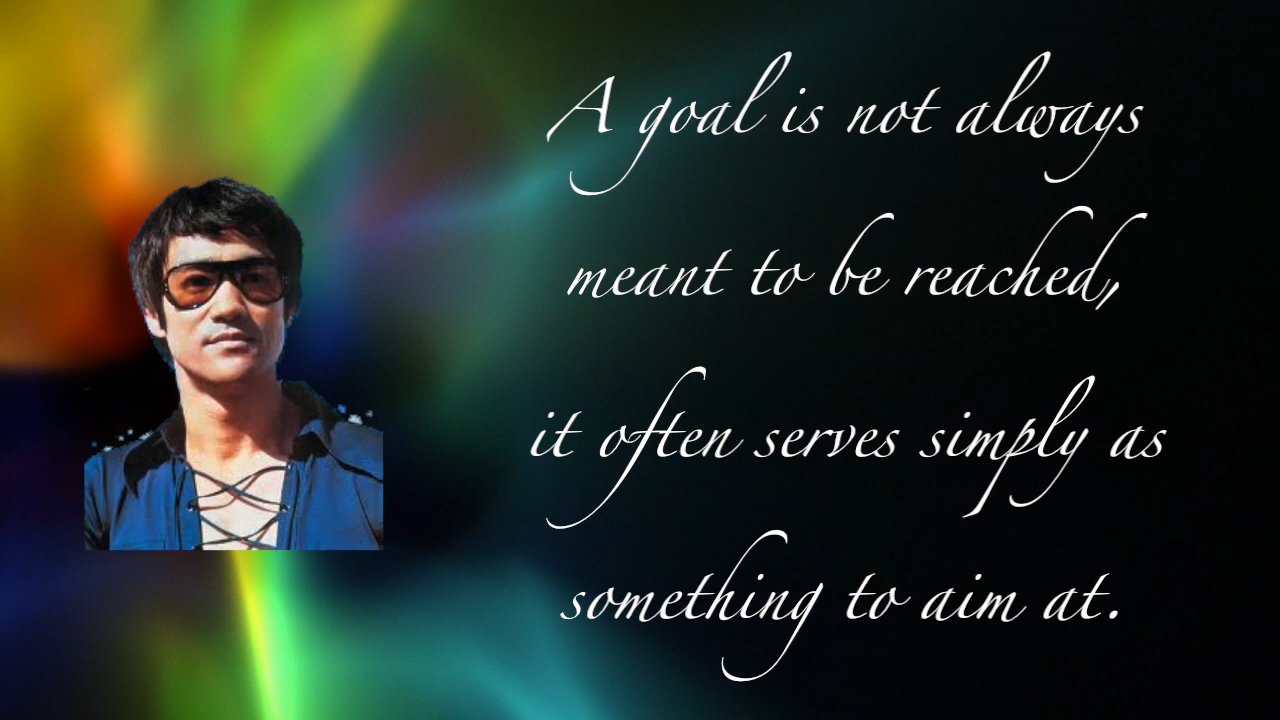 A goal is not always
meant to be reached,
it often serves simply as
something to aim at.